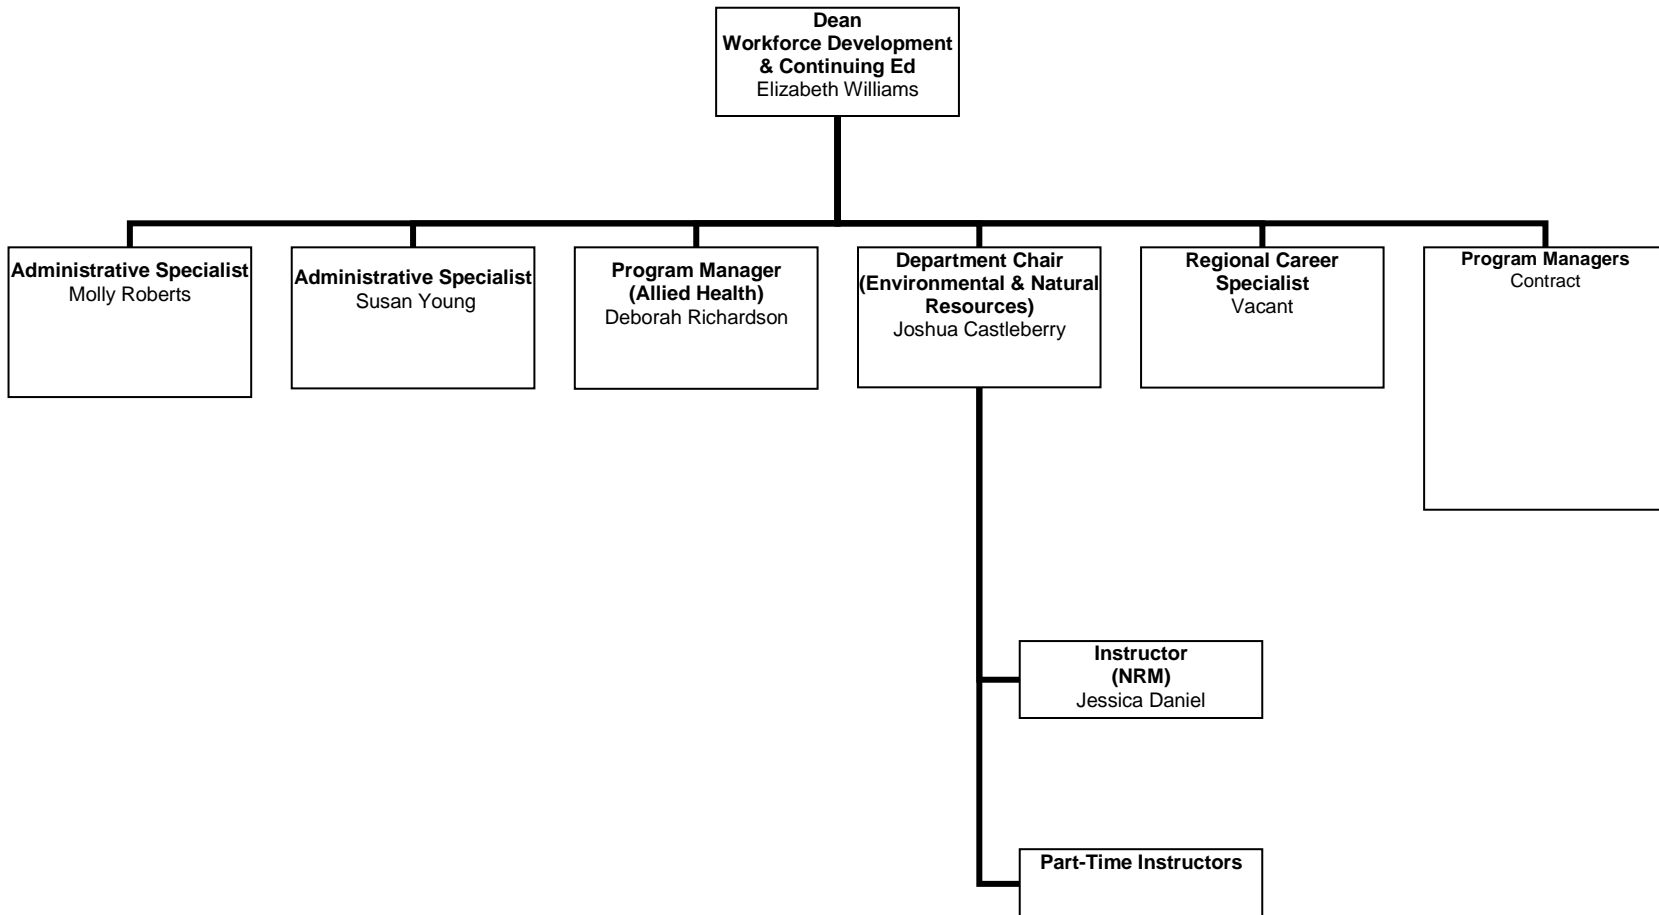 Dean
Workforce Development
& Continuing Ed
Elizabeth Williams
Administrative Specialist
Molly Roberts
Administrative Specialist
Susan Young
Program Manager
(Allied Health)
Deborah Richardson
Department Chair
(Environmental & Natural
Resources)
Joshua Castleberry
Regional Career
Specialist
Vacant
Program Managers
Contract
Instructor
(NRM)
Jessica Daniel
Part-Time Instructors